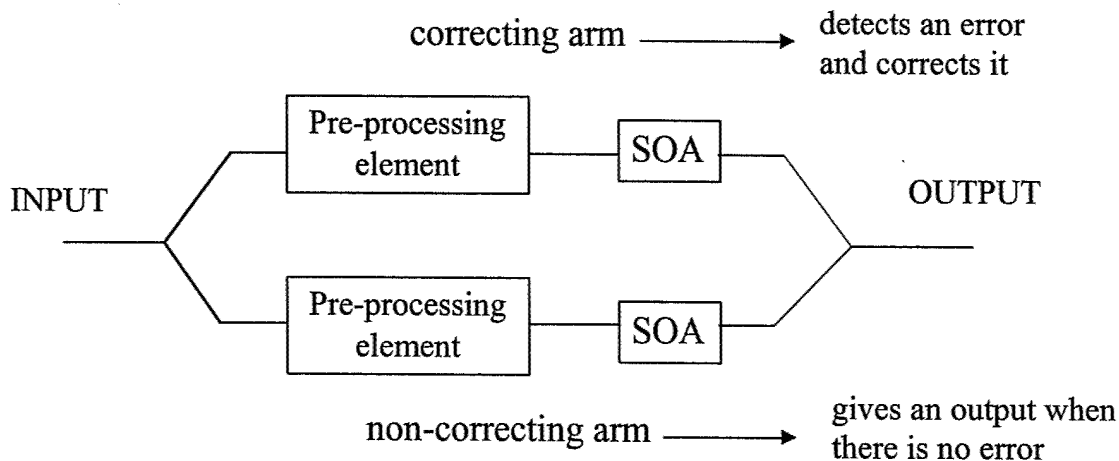 correcting arm
detects an error
and corrects it
Pre-processing
element
SOA
INPUT
OUTPUT
Pre-processing
element
SOA
non-correcting arm
gives an output when
there is no error